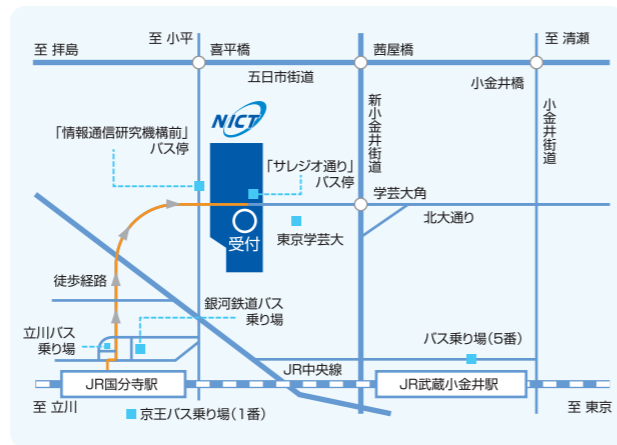 至 小平
喜平橋
茜屋橋
至 清瀬
至 拝島
五日市街道
小金井橋
新小金井街道
小金井街道
NICT
「情報通信研究機構前」
バス停
「サレジオ通り」
バス停
学芸大角
北大通り
受付
東京学芸大
徒歩経路
銀河鉄道バス
乗り場
立川バス
乗り場
バス乗り場(5番)
JR中央線
JR国分寺駅
JR武蔵小金井駅
至 立川
京王バス乗り場(1番)
至 東京